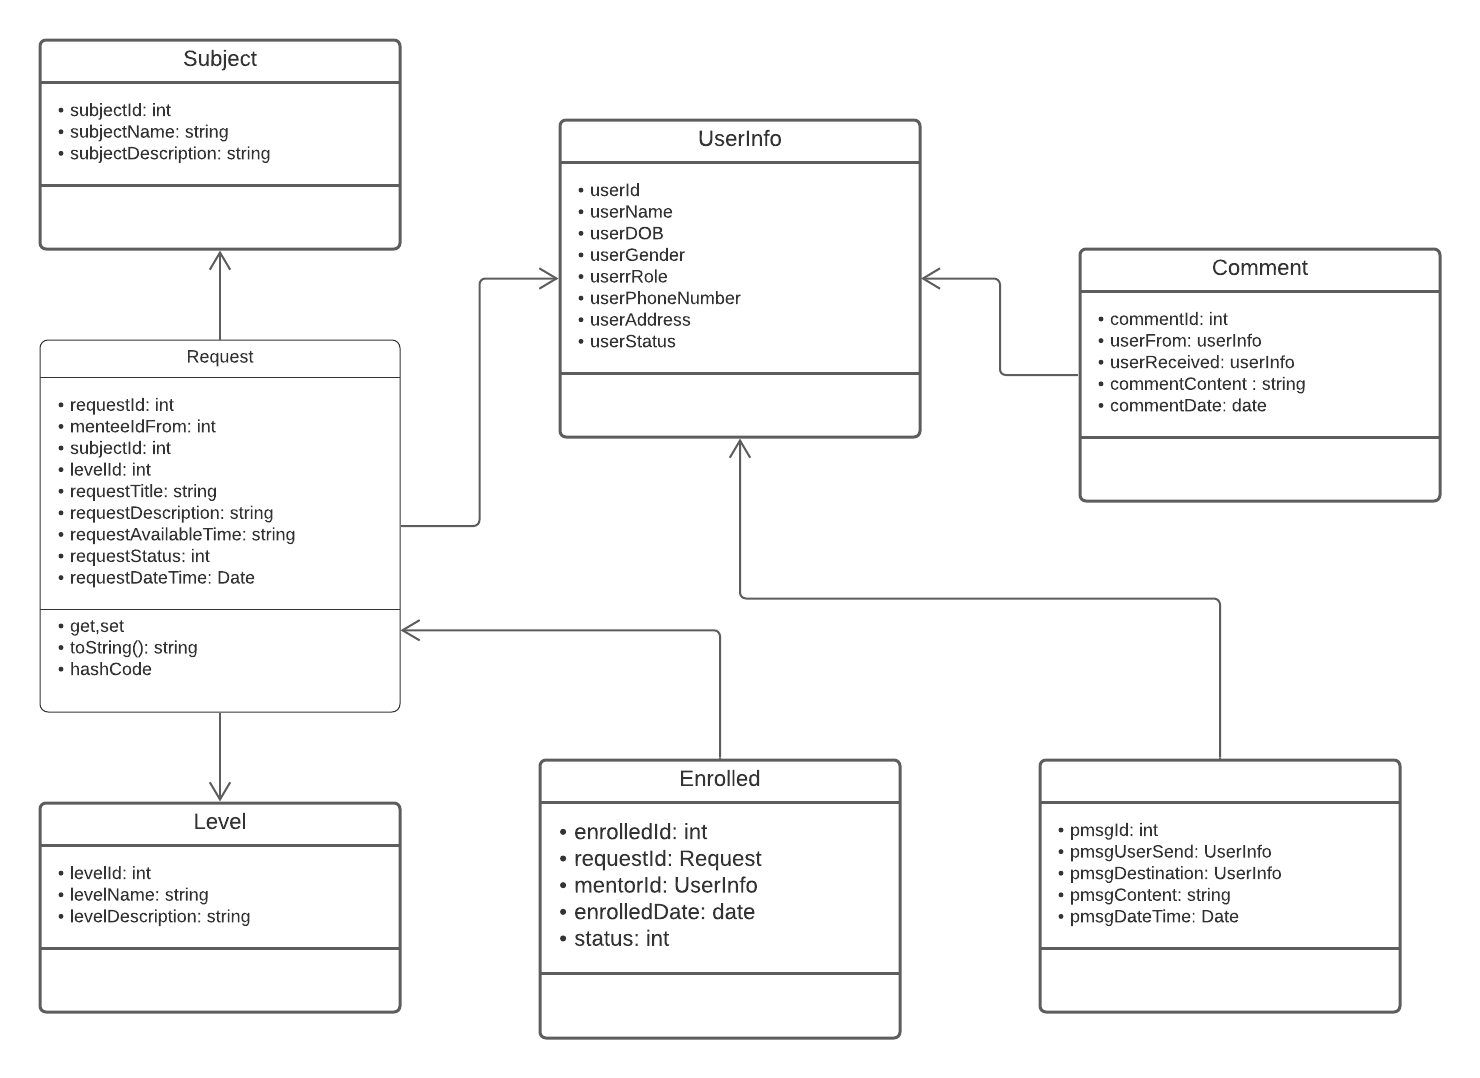 Subject
• subjectId: int
• subjectName: string
• subjectDescription: string
UserInfo
• userId
• userName
• userDOB
• userGender
• userrRole
• userPhoneNumber
• userAddress
• userStatus
Comment
• commentId: int
• userFrom: userInfo
• userReceived: userInfo
• commentContent : string
• commentDate: date
Request
• requestId: int
• menteeIdFrom: int
• subjectId: int
• levelId: int
• requestTitle: string
• requestDescription: string
• requestAvailableTime: string
• requestStatus: int
• requestDateTime: Date
• get,set
• toString(): string
• hashCode
Level
• levelId: int
• levelName: string
• levelDescription: string
Enrolled
• enrolledId: int
• requestId: Request
• mentorId: UserInfo
• enrolledDate: date
• status: int
• pmsgId: int
• pmsgUserSend: UserInfo
• pmsgDestination: UserInfo
• pmsgContent: string
• pmsgDateTime: Date